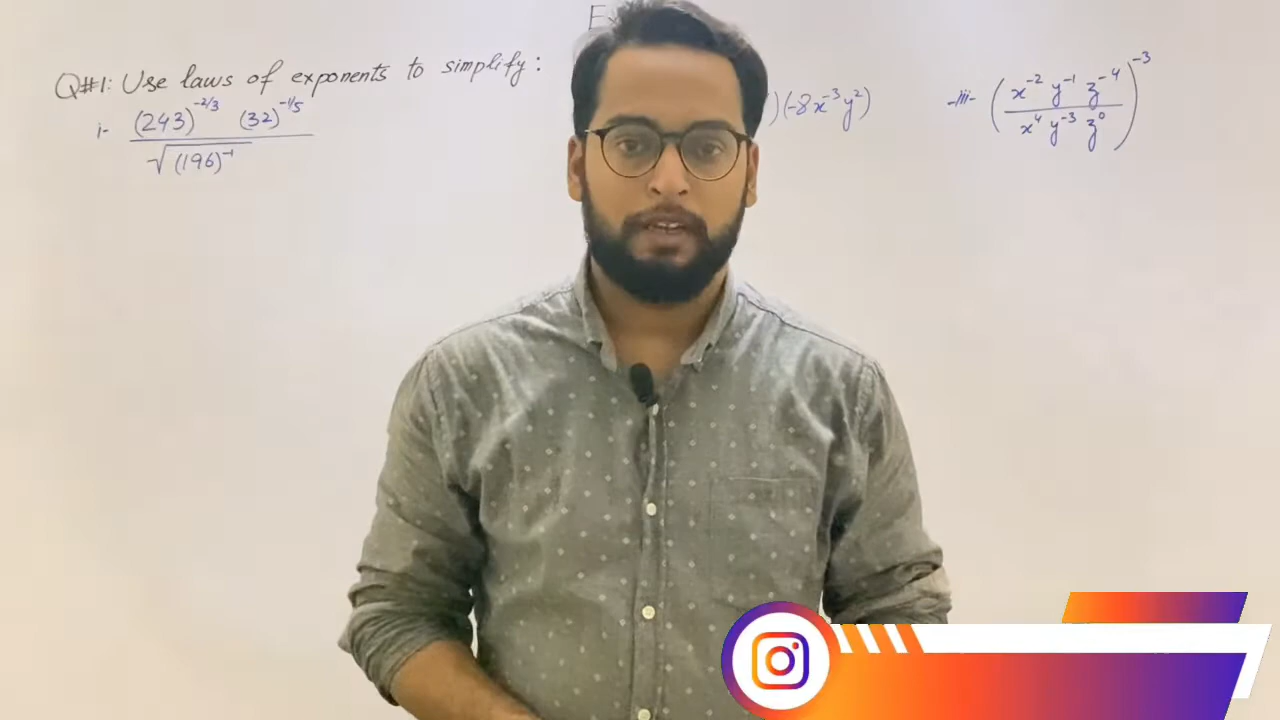 Q#1: Use laws of exponents to simplify:
i- (243)^{-2/3} (32)^{-1/5} / √(196)^{-1}
)(-8x^{-3}y^{2})
-iii- (x^{-2} y^{-1} z^{-4} / x^{4} y^{-3} z^{0})^{-3}